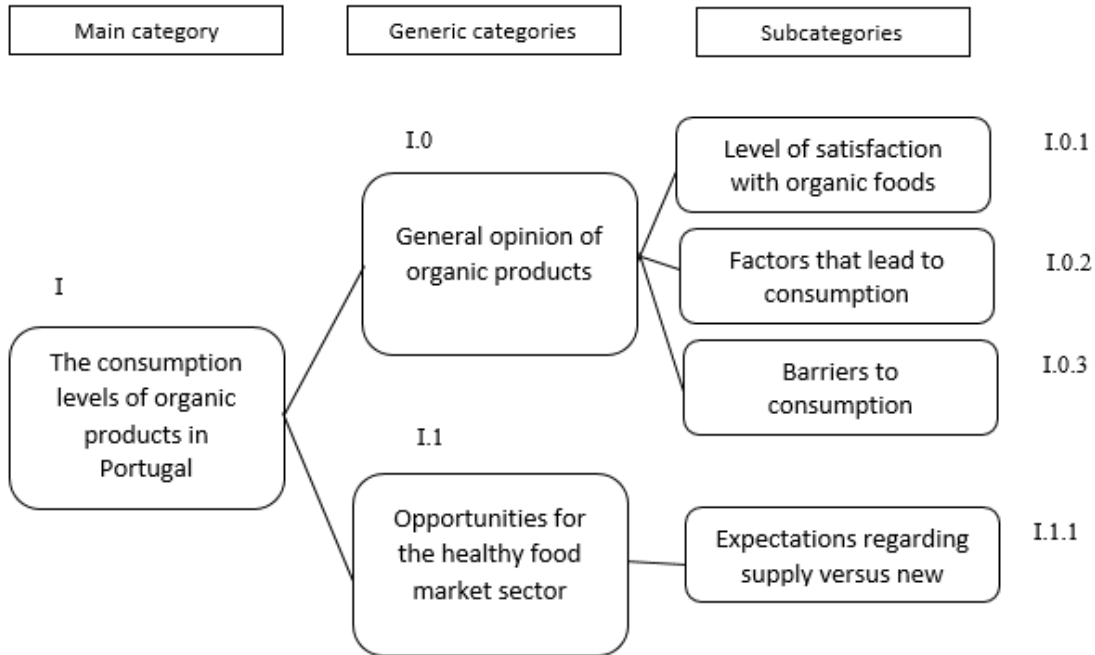 Main category
Generic categories
Subcategories
I
The consumption
levels of organic
products in
Portugal
I.0
General opinion of
organic products
I.0.1
Level of satisfaction
with organic foods
I.0.2
Factors that lead to
consumption
I.0.3
Barriers to
consumption
I.1
Opportunities for
the healthy food
market sector
I.1.1
Expectations regarding
supply versus new